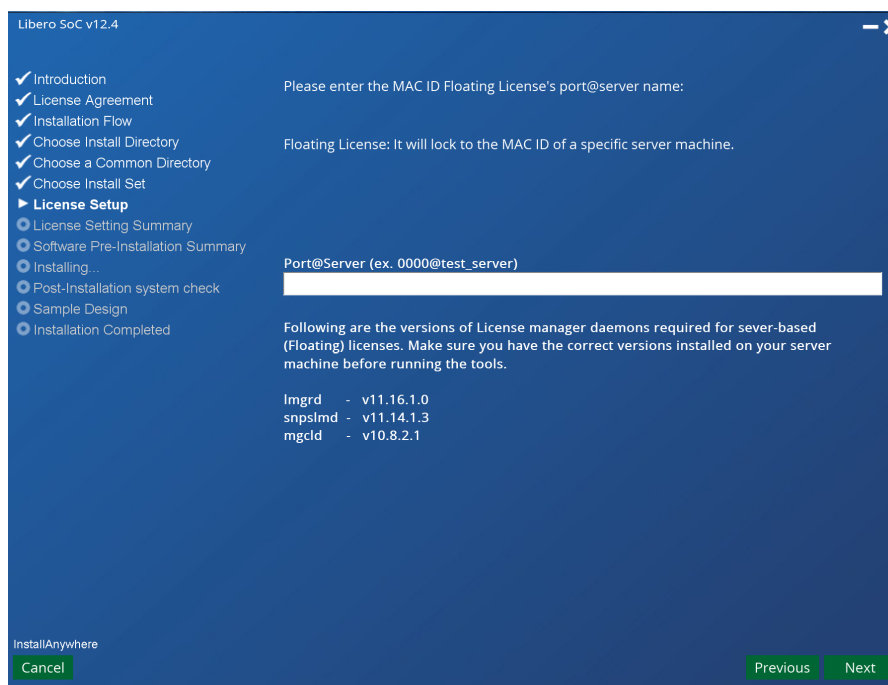 Libero SoC v12.4
Introduction
License Agreement
Installation Flow
Choose Install Directory
Choose a Common Directory
Choose Install Set
License Setup
License Setting Summary
Software Pre-Installation Summary
Installing...
Post-Installation system check
Sample Design
Installation Completed
Please enter the MAC ID Floating License's port@server name:
Floating License: It will lock to the MAC ID of a specific server machine.
Port@Server (ex. 0000@test_server)
Following are the versions of License manager daemons required for sever-based
(Floating) licenses. Make sure you have the correct versions installed on your server
machine before running the tools.
lmgrd - v11.16.1.0
snpslmd - v11.14.1.3
mgcld - v10.8.2.1
InstallAnywhere
Cancel
Previous
Next